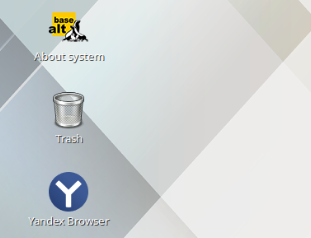 base
alt
About system
Trash
Y
Yandex Browser